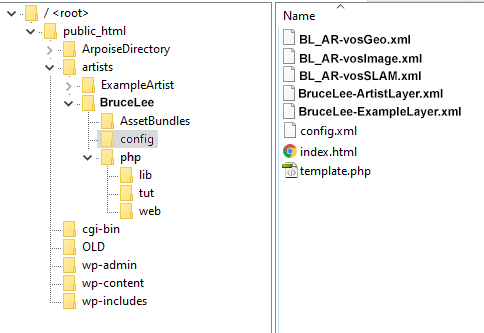 / <root>
public_html
ArpoiseDirectory
artists
ExampleArtist
BruceLee
AssetBundles
config
php
lib
tut
web
cgi-bin
OLD
wp-admin
wp-content
wp-includes
Name
BL_AR-vosGeo.xml
BL_AR-vosImage.xml
BL_AR-vosSLAM.xml
BruceLee-ArtistLayer.xml
BruceLee-ExampleLayer.xml
config.xml
index.html
template.php